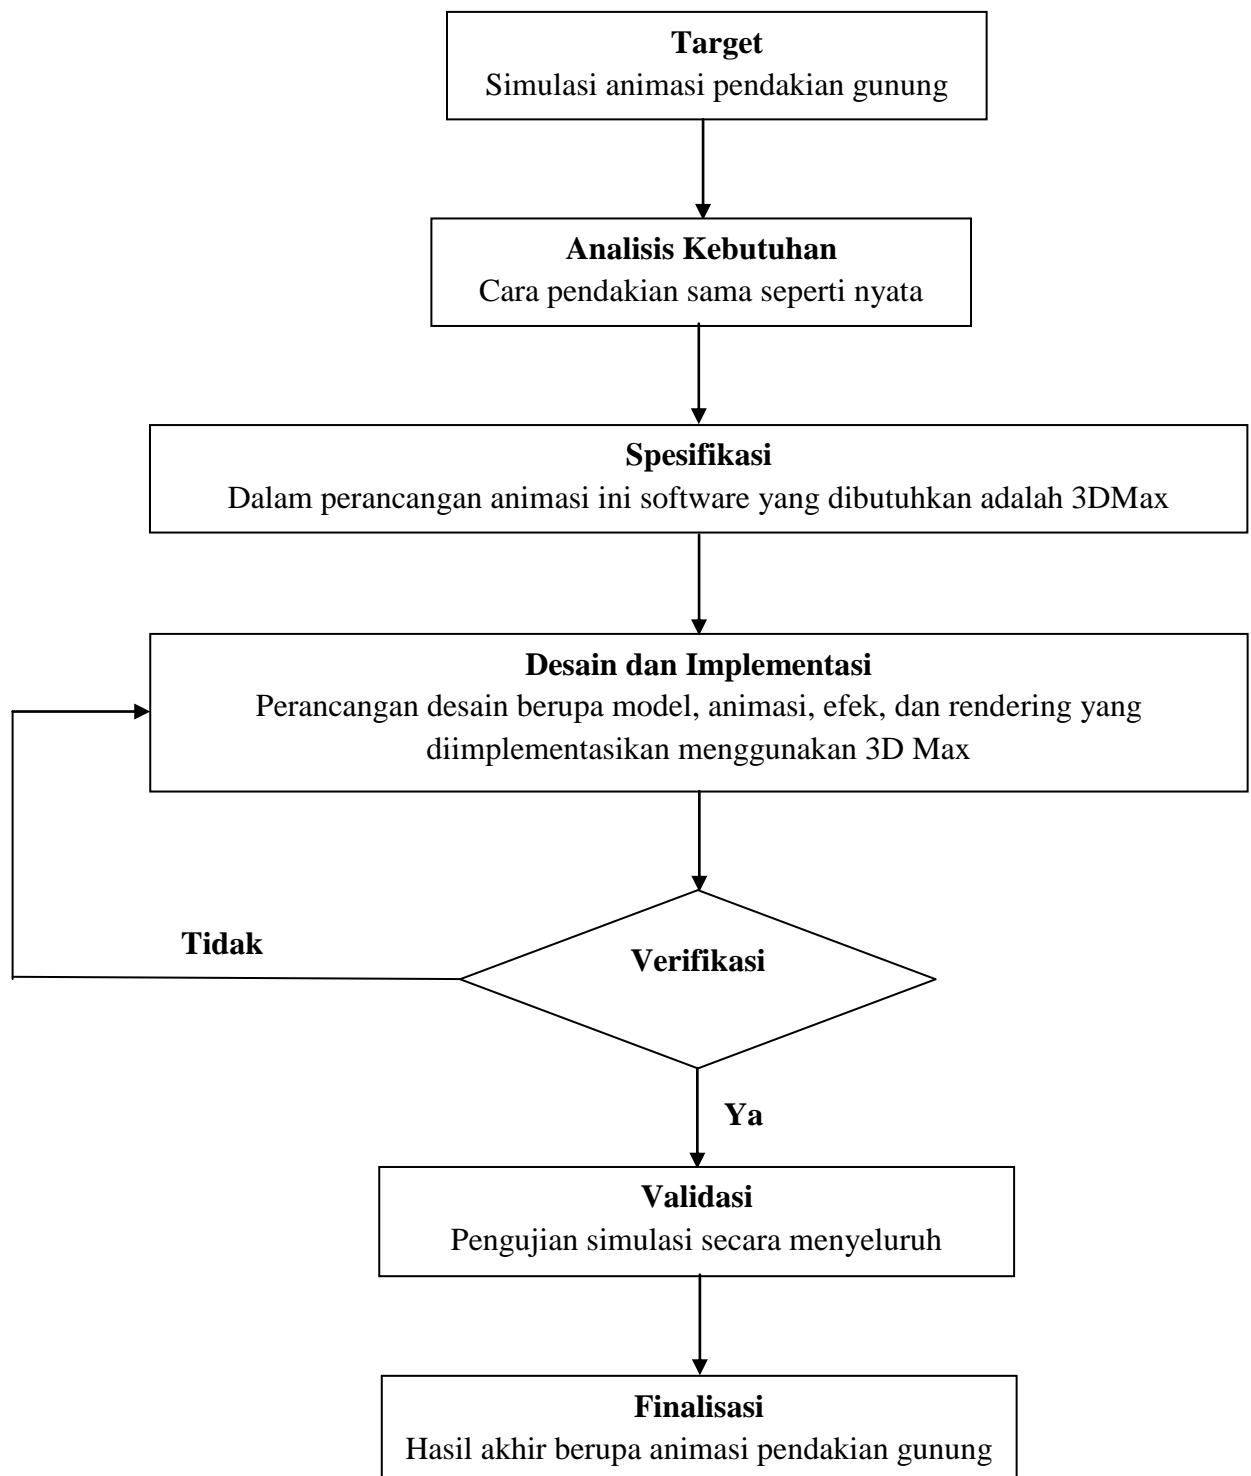 Target
Simulasi animasi pendakian gunung
Analisis Kebutuhan
Cara pendakian sama seperti nyata
Spesifikasi
Dalam perancangan animasi ini software yang dibutuhkan adalah 3DMax
Desain dan Implementasi
Perancangan desain berupa model, animasi, efek, dan rendering yang
diimplementasikan menggunakan 3D Max
Tidak
Verifikasi
Ya
Validasi
Pengujian simulasi secara menyeluruh
Finalisasi
Hasil akhir berupa animasi pendakian gunung